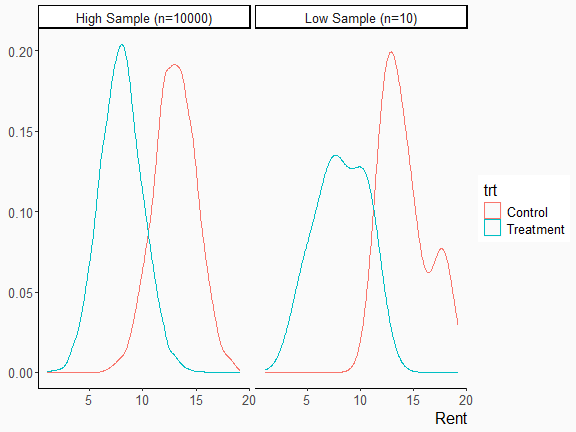 High Sample (n=10000)
Low Sample (n=10)
0.20
0.15
0.10
0.05
0.00
5 10 15 20
5 10 15 20
Rent
trt
Control
Treatment